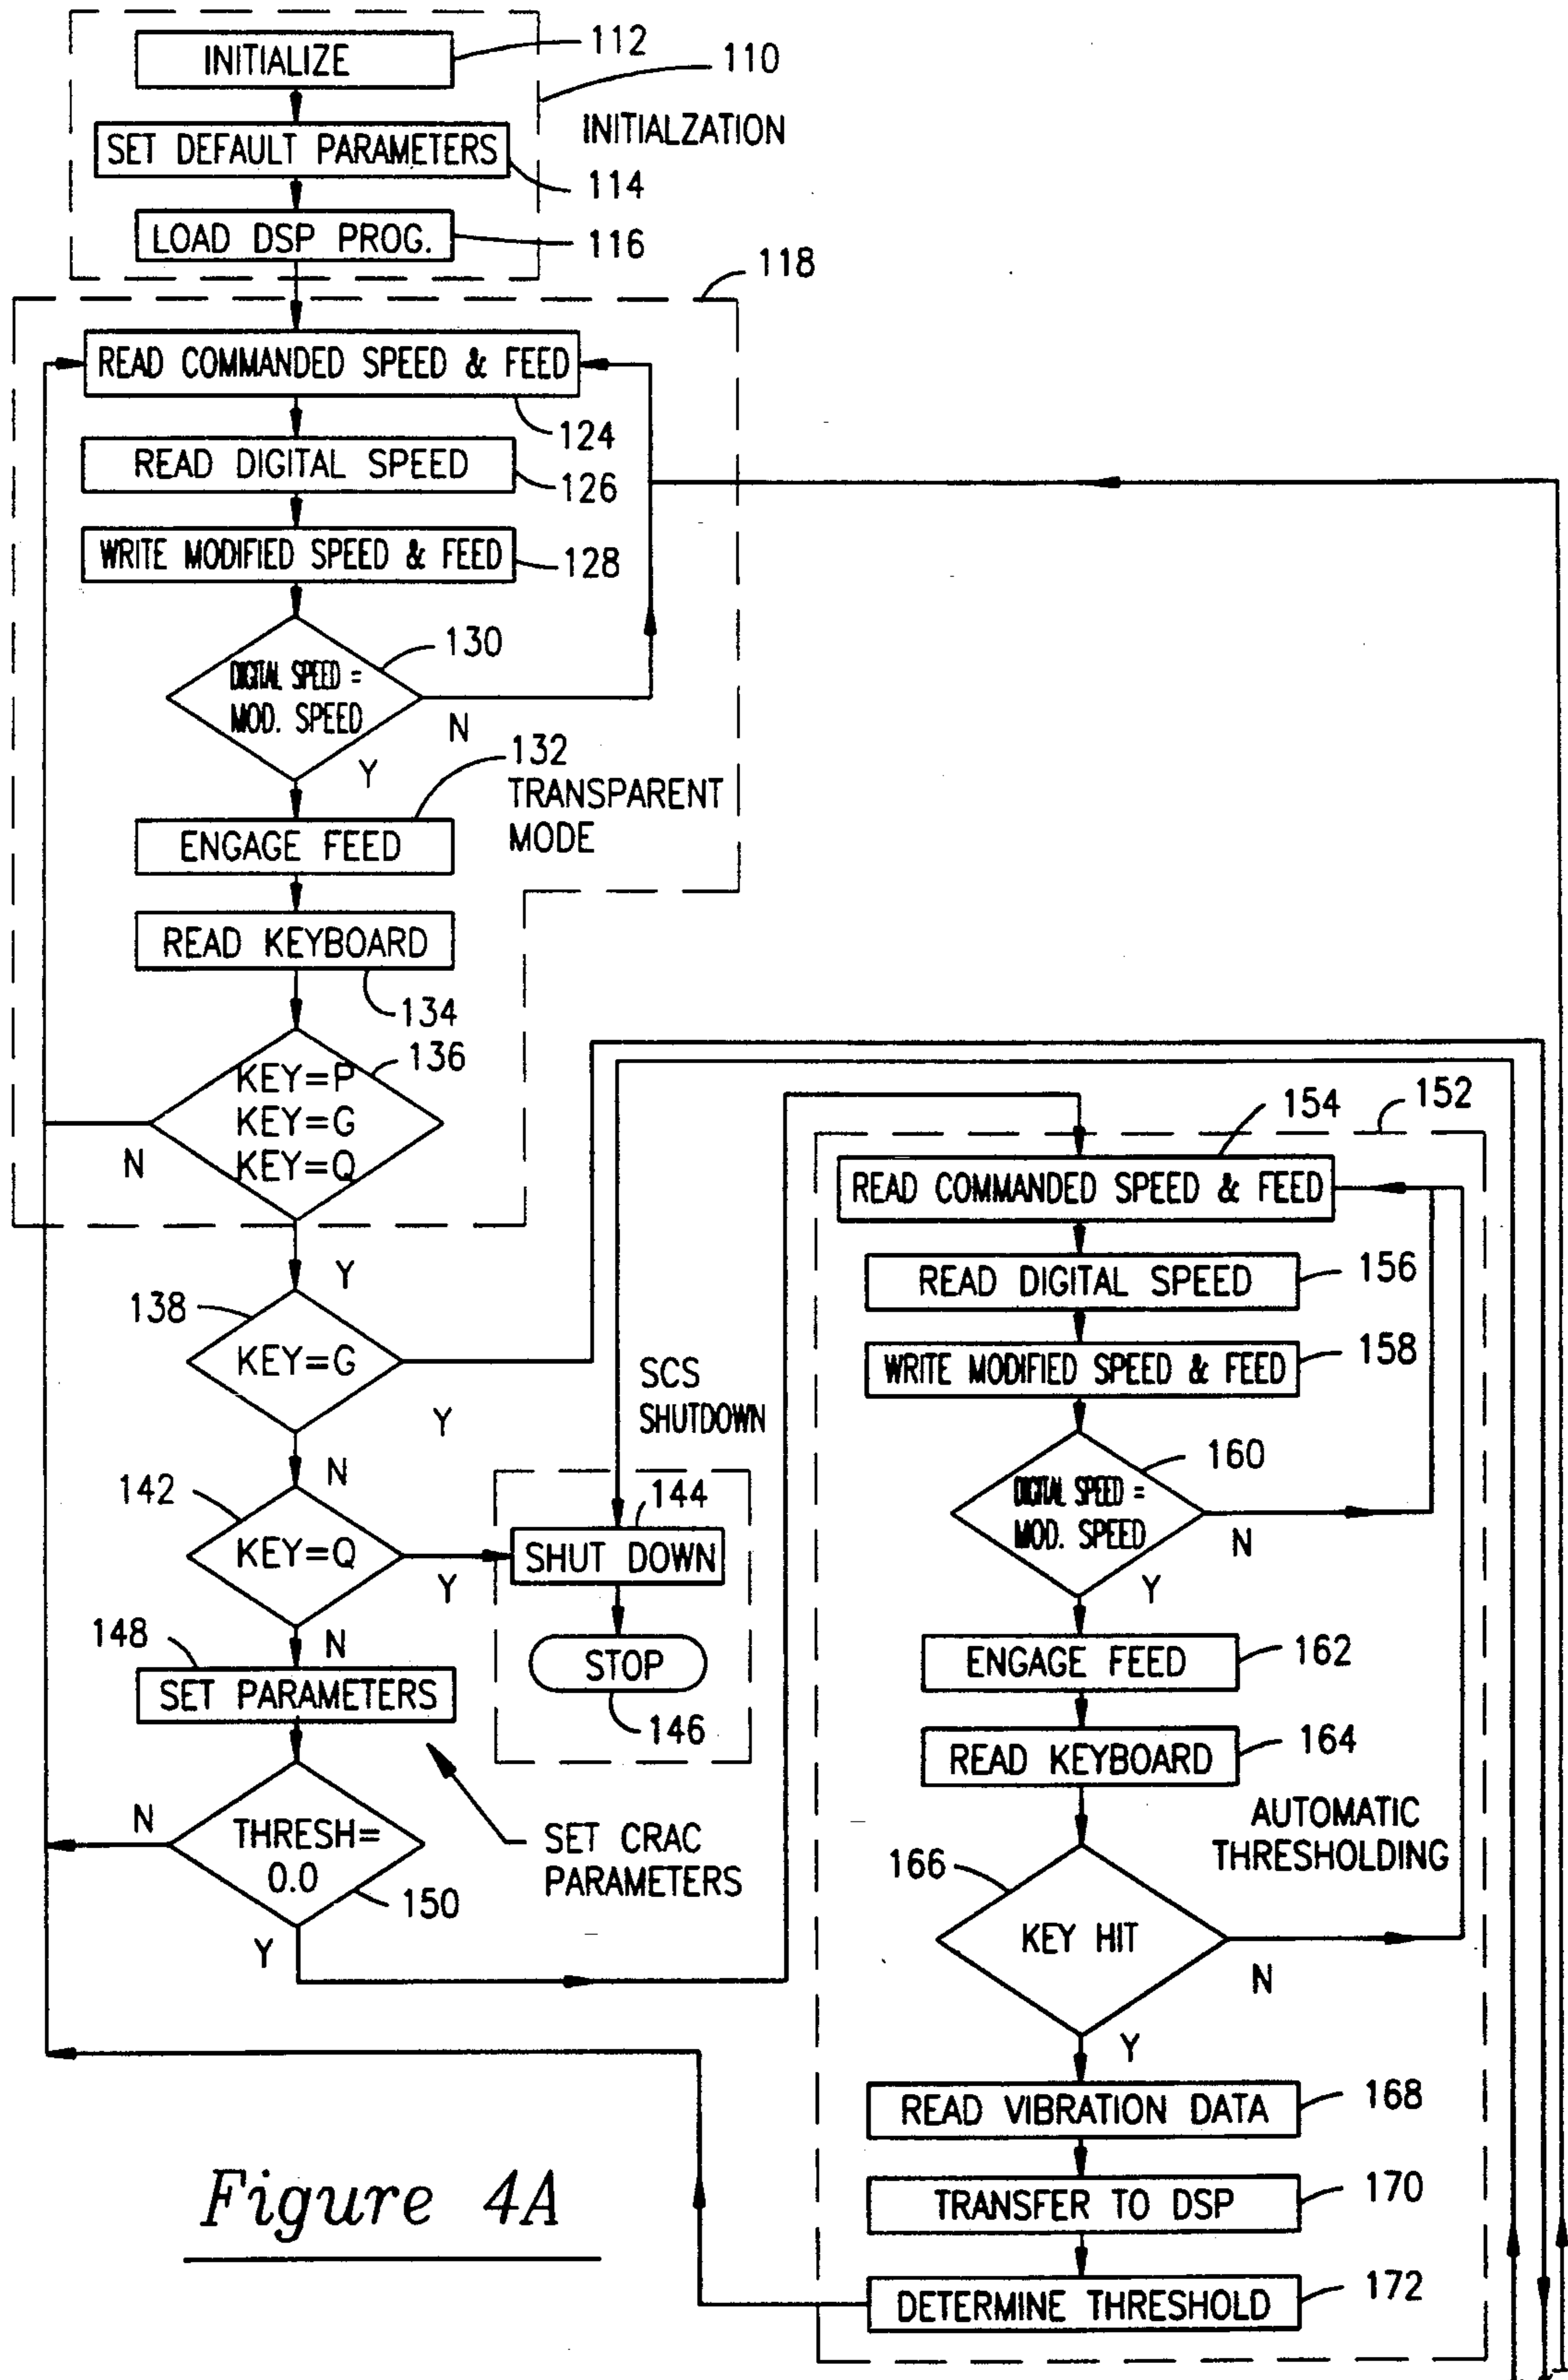 INITIALIZE
112
110
INITIALZATION
SET DEFAULT PARAMETERS
114
LOAD DSP PROG.
116
118
READ COMMANDED SPEED & FEED
124
READ DIGITAL SPEED
126
WRITE MODIFIED SPEED & FEED
128
130
DIGITAL SPEED =
MOD. SPEED
N
Y
132
TRANSPARENT
MODE
ENGAGE FEED
READ KEYBOARD
134
136
KEY=P
KEY=G
KEY=Q
N
Y
138
KEY=G
Y
N
142
KEY=Q
Y
N
SCS
SHUTDOWN
144
SHUT DOWN
STOP
146
148
SET PARAMETERS
N
THRESH=
0.0
150
Y
SET CRAC
PARAMETERS
154
152
READ COMMANDED SPEED & FEED
READ DIGITAL SPEED
156
WRITE MODIFIED SPEED & FEED
158
160
DIGITAL SPEED =
MOD. SPEED
N
Y
ENGAGE FEED
162
READ KEYBOARD
164
AUTOMATIC
THRESHOLDING
166
KEY HIT
N
Y
READ VIBRATION DATA
168
TRANSFER TO DSP
170
DETERMINE THRESHOLD
172
Figure 4A